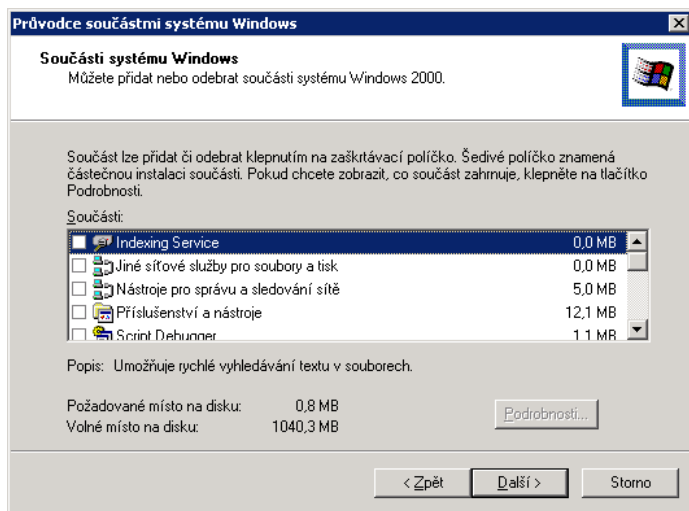 Průvodce součástmi systému Windows
Součásti systému Windows
Můžete přidat nebo odebrat součásti systému Windows 2000.
Součást lze přidat či odebrat klepnutím na zaškrtávací políčko. Šedivé políčko znamená
částečnou instalaci součásti. Pokud chcete zobrazit, co součást zahrnuje, klepněte na tlačítko
Podrobnosti.
Součásti:
Indexing Service 0,0 MB
Jiné síťové služby pro soubory a tisk 0,0 MB
Nástroje pro správu a sledování sítě 5,0 MB
Příslušenství a nástroje 12,1 MB
Script Debugger 1,1 MB
Popis: Umožňuje rychlé vyhledávání textu v souborech.
Požadované místo na disku: 0,8 MB
Volné místo na disku: 1040,3 MB
Podrobnosti...
< Zpět Další > Storno